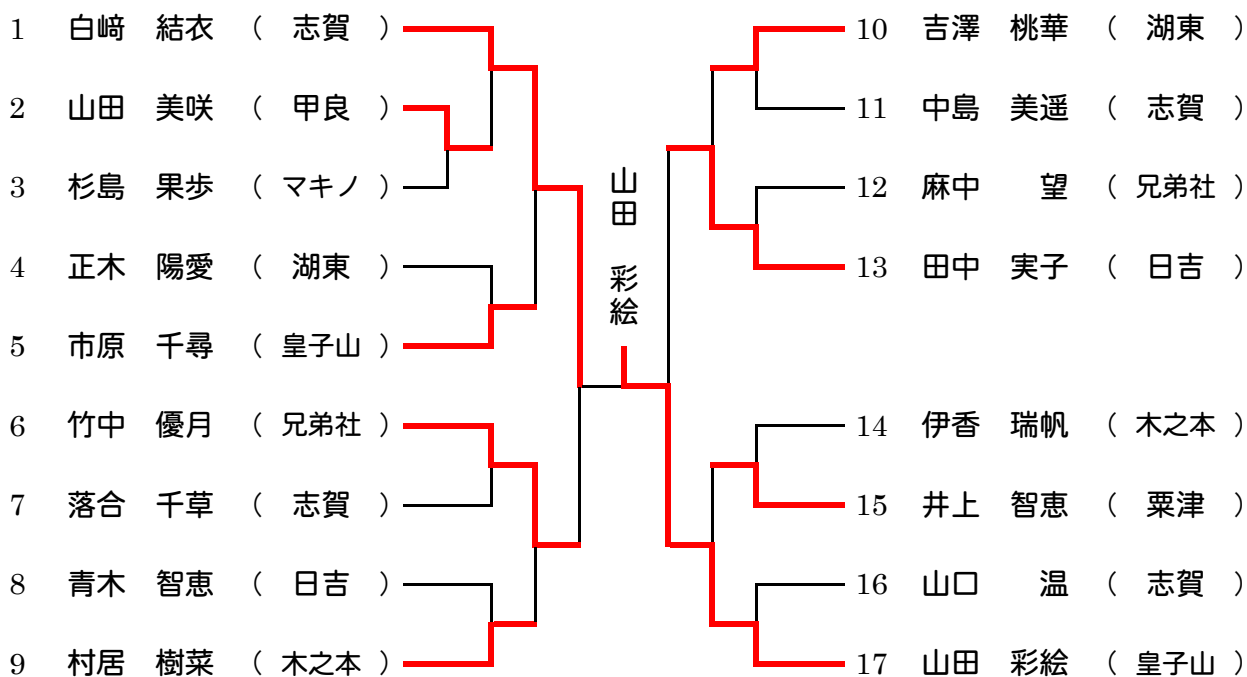 1 白﨑 結衣 ( 志賀 )
2 山田 美咲 ( 甲良 )
3 杉島 果歩 ( マキノ )
4 正木 陽愛 ( 湖東 )
5 市原 千尋 ( 皇子山 )
6 竹中 優月 ( 兄弟社 )
7 落合 千草 ( 志賀 )
8 青木 智恵 ( 日吉 )
9 村居 樹菜 ( 木之本 )
山田 彩絵
10 吉澤 桃華 ( 湖東 )
11 中島 美遥 ( 志賀 )
12 麻中 望 ( 兄弟社 )
13 田中 実子 ( 日吉 )
14 伊香 瑞帆 ( 木之本 )
15 井上 智恵 ( 粟津 )
16 山口 温 ( 志賀 )
17 山田 彩絵 ( 皇子山 )